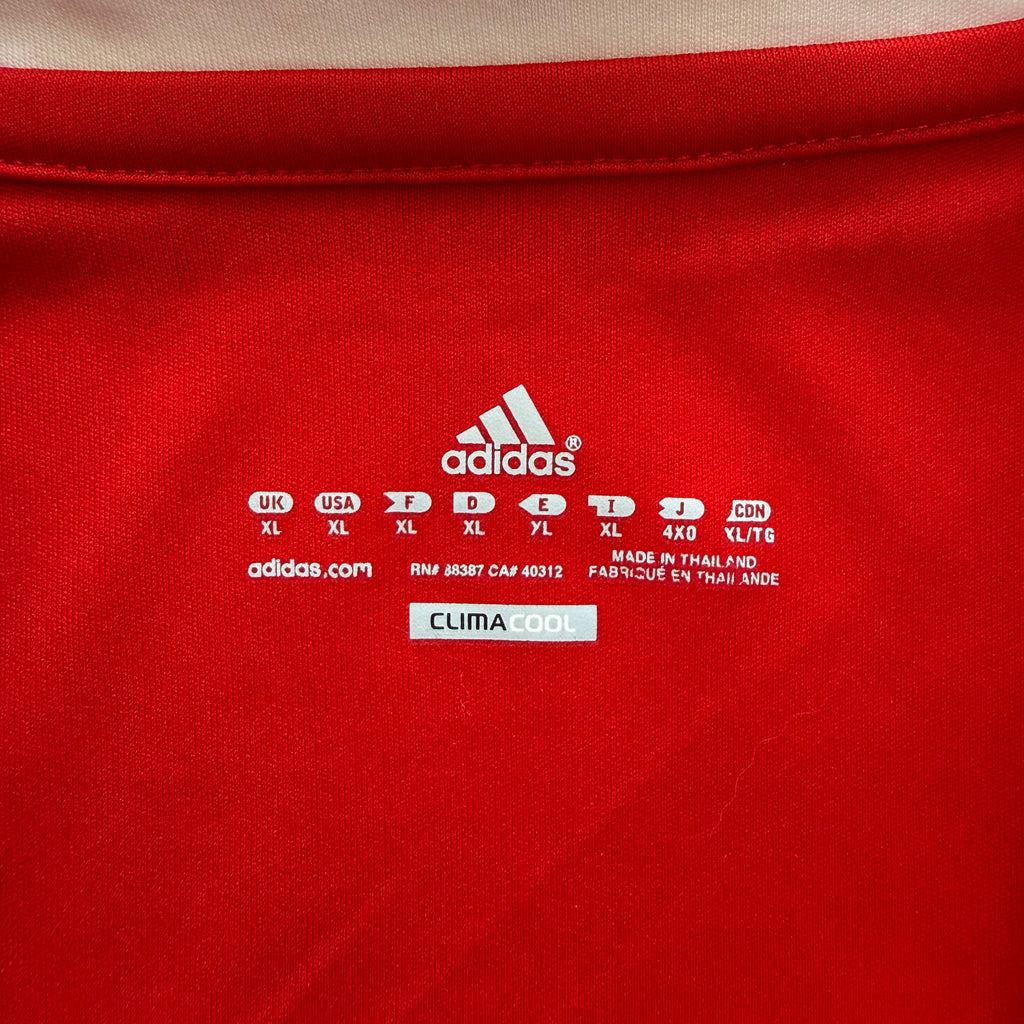 adidas®
UK USA F D E I J CDN
XL XL XL XL XL XL 4XO XL/TG
adidas.com RN# 88387 CA# 40312 MADE IN THAILAND
FABRIQUÉ EN THAILANDE
CLIMACOOL